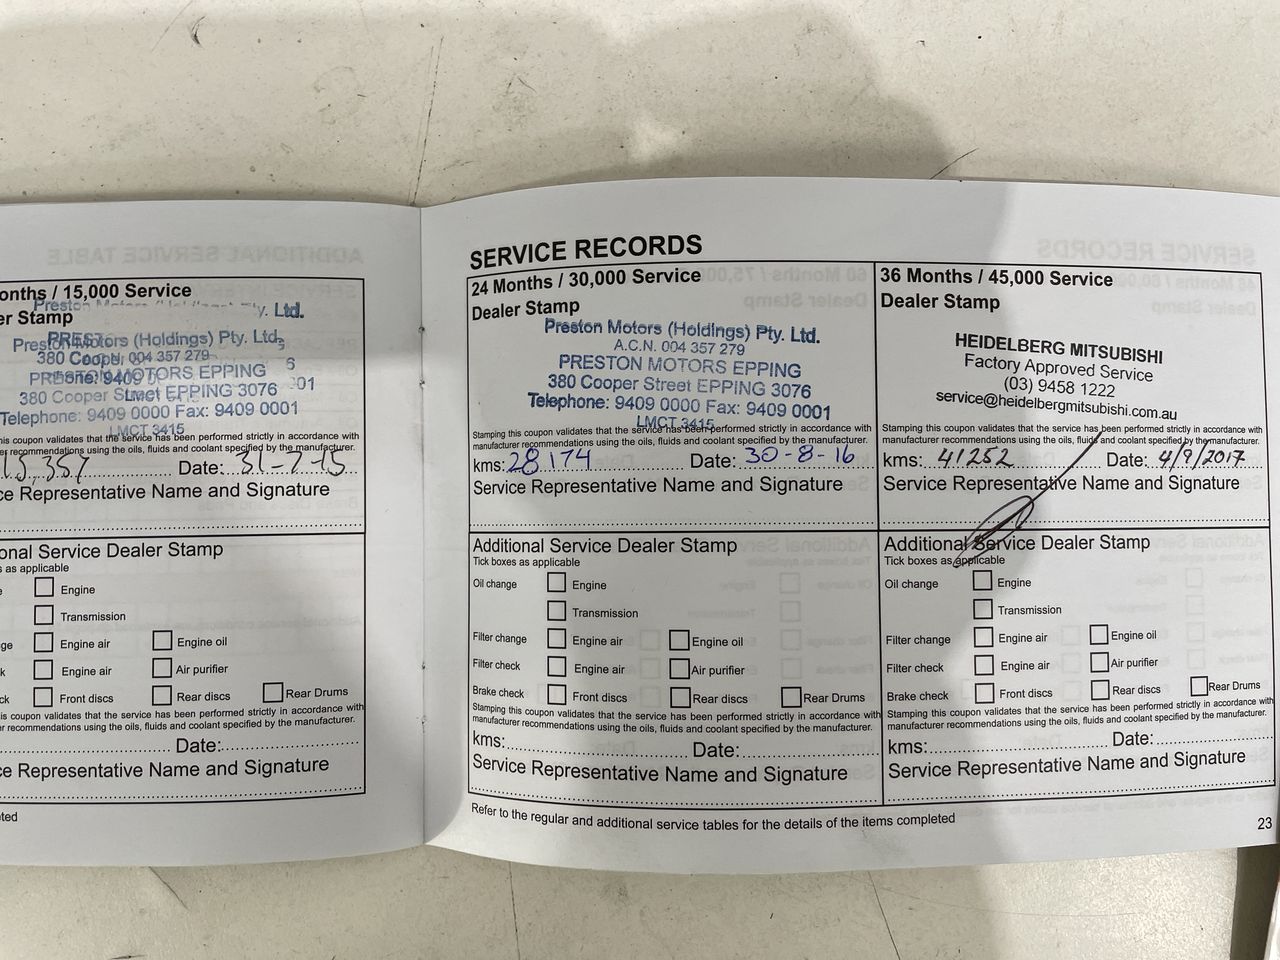 onths / 15,000 Service
er Stamp
Preston Motors (Holdings) Pty. Ltd.
380 Cooper 004 357 279
MOTORS EPPING
380 Cooper Street EPPING 3076
Telephone: 9409 0000 Fax: 9409 0001
LMCT 3415
his coupon validates that the service has been performed strictly in accordance with
er recommendations using the oils, fluids and coolant specified by the manufacturer.
Date: 31-7-15
ce Representative Name and Signature
onal Service Dealer Stamp
s as applicable
Engine
Transmission
ge Engine air Engine oil
k Engine air Air purifier
ck Front discs Rear discs Rear Drums
is coupon validates that the service has been performed strictly in accordance with
r recommendations using the oils, fluids and coolant specified by the manufacturer.
Date:
ce Representative Name and Signature
ted
SERVICE RECORDS
24 Months / 30,000 Service
Dealer Stamp
Preston Motors (Holdings) Pty. Ltd.
A.C.N. 004 357 279
PRESTON MOTORS EPPING
380 Cooper Street EPPING 3076
Telephone: 9409 0000 Fax: 9409 0001
LMCT 3415
Stamping this coupon validates that the service has been performed strictly in accordance with
manufacturer recommendations using the oils, fluids and coolant specified by the manufacturer.
kms: 28174 Date: 30-8-16
Service Representative Name and Signature
Additional Service Dealer Stamp
Tick boxes as applicable
Oil change Engine
Transmission
Filter change Engine air Engine oil
Filter check Engine air Air purifier
Brake check Front discs Rear discs Rear Drums
Stamping this coupon validates that the service has been performed strictly in accordance with
manufacturer recommendations using the oils, fluids and coolant specified by the manufacturer.
kms: Date:
Service Representative Name and Signature
36 Months / 45,000 Service
Dealer Stamp
HEIDELBERG MITSUBISHI
Factory Approved Service
(03) 9458 1222
service@heidelbergmitsubishi.com.au
Stamping this coupon validates that the service has been performed strictly in accordance with
manufacturer recommendations using the oils, fluids and coolant specified by the manufacturer.
kms: 41252 Date: 4/9/2017
Service Representative Name and Signature
Additional Service Dealer Stamp
Tick boxes as applicable
Oil change Engine
Transmission
Filter change Engine air Engine oil
Filter check Engine air Air purifier
Brake check Front discs Rear discs Rear Drums
Stamping this coupon validates that the service has been performed strictly in accordance with
manufacturer recommendations using the oils, fluids and coolant specified by the manufacturer.
kms: Date:
Service Representative Name and Signature
Refer to the regular and additional service tables for the details of the items completed
23